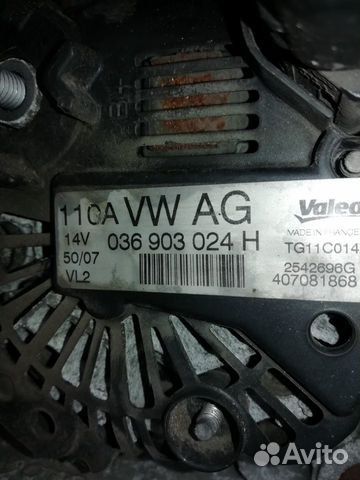 110A VW AG
14V 036 903 024 H
50/07
VL2
Valeo
MADE IN FRANCE
TG11C014
2542696G
407081868
Avito